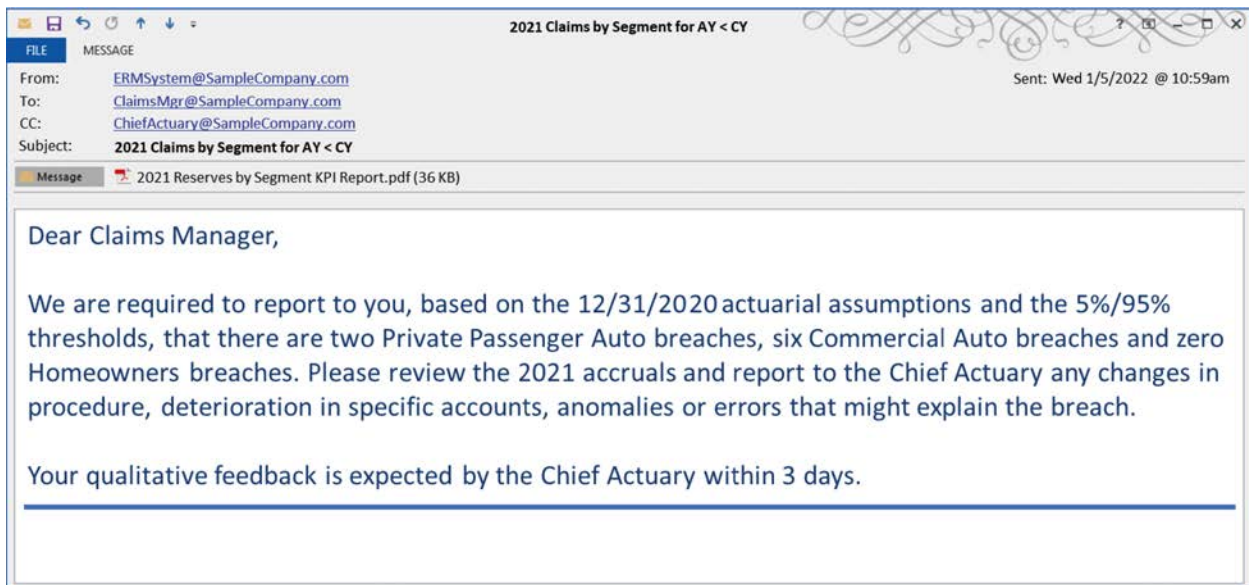 2021 Claims by Segment for AY < CY
FILE MESSAGE
From: ERMSystem@SampleCompany.com Sent: Wed 1/5/2022 @ 10:59am
To: ClaimsMgr@SampleCompany.com
CC: ChiefActuary@SampleCompany.com
Subject: 2021 Claims by Segment for AY < CY
Message 2021 Reserves by Segment KPI Report.pdf (36 KB)
Dear Claims Manager,
We are required to report to you, based on the 12/31/2020 actuarial assumptions and the 5%/95%
thresholds, that there are two Private Passenger Auto breaches, six Commercial Auto breaches and zero
Homeowners breaches. Please review the 2021 accruals and report to the Chief Actuary any changes in
procedure, deterioration in specific accounts, anomalies or errors that might explain the breach.
Your qualitative feedback is expected by the Chief Actuary within 3 days.